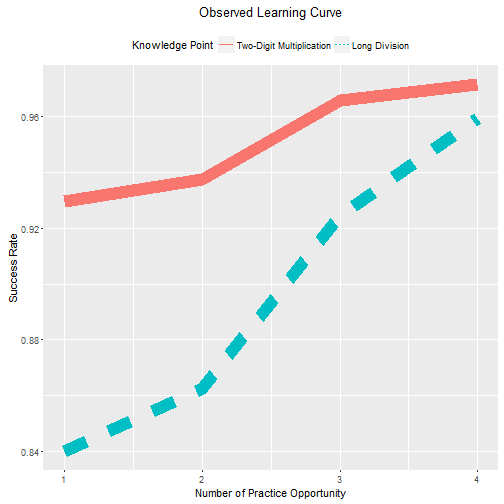 Observed Learning Curve
Knowledge Point Two-Digit Multiplication Long Division
0.96
0.92
0.88
0.84
Success Rate
1 2 3 4
Number of Practice Opportunity